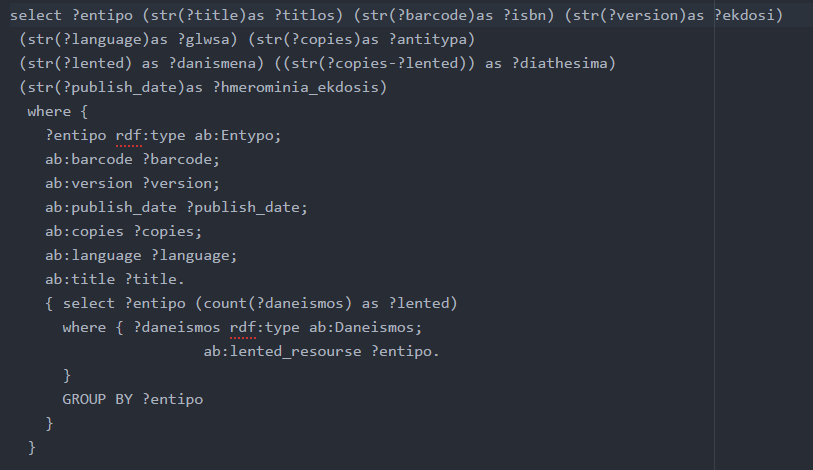 select ?entipo (str(?title)as ?titlos) (str(?barcode)as ?isbn) (str(?version)as ?ekdosi)
(str(?language)as ?glwsa) (str(?copies)as ?antitypa)
(str(?lented) as ?danismena) ((str(?copies-?lented)) as ?diathesima)
(str(?publish_date)as ?hmerominia_ekdosis)
where {
?entipo rdf:type ab:Entypo;
ab:barcode ?barcode;
ab:version ?version;
ab:publish_date ?publish_date;
ab:copies ?copies;
ab:language ?language;
ab:title ?title.
{ select ?entipo (count(?daneismos) as ?lented)
where { ?daneismos rdf:type ab:Daneismos;
ab:lented_resourse ?entipo.
}
GROUP BY ?entipo
}
}